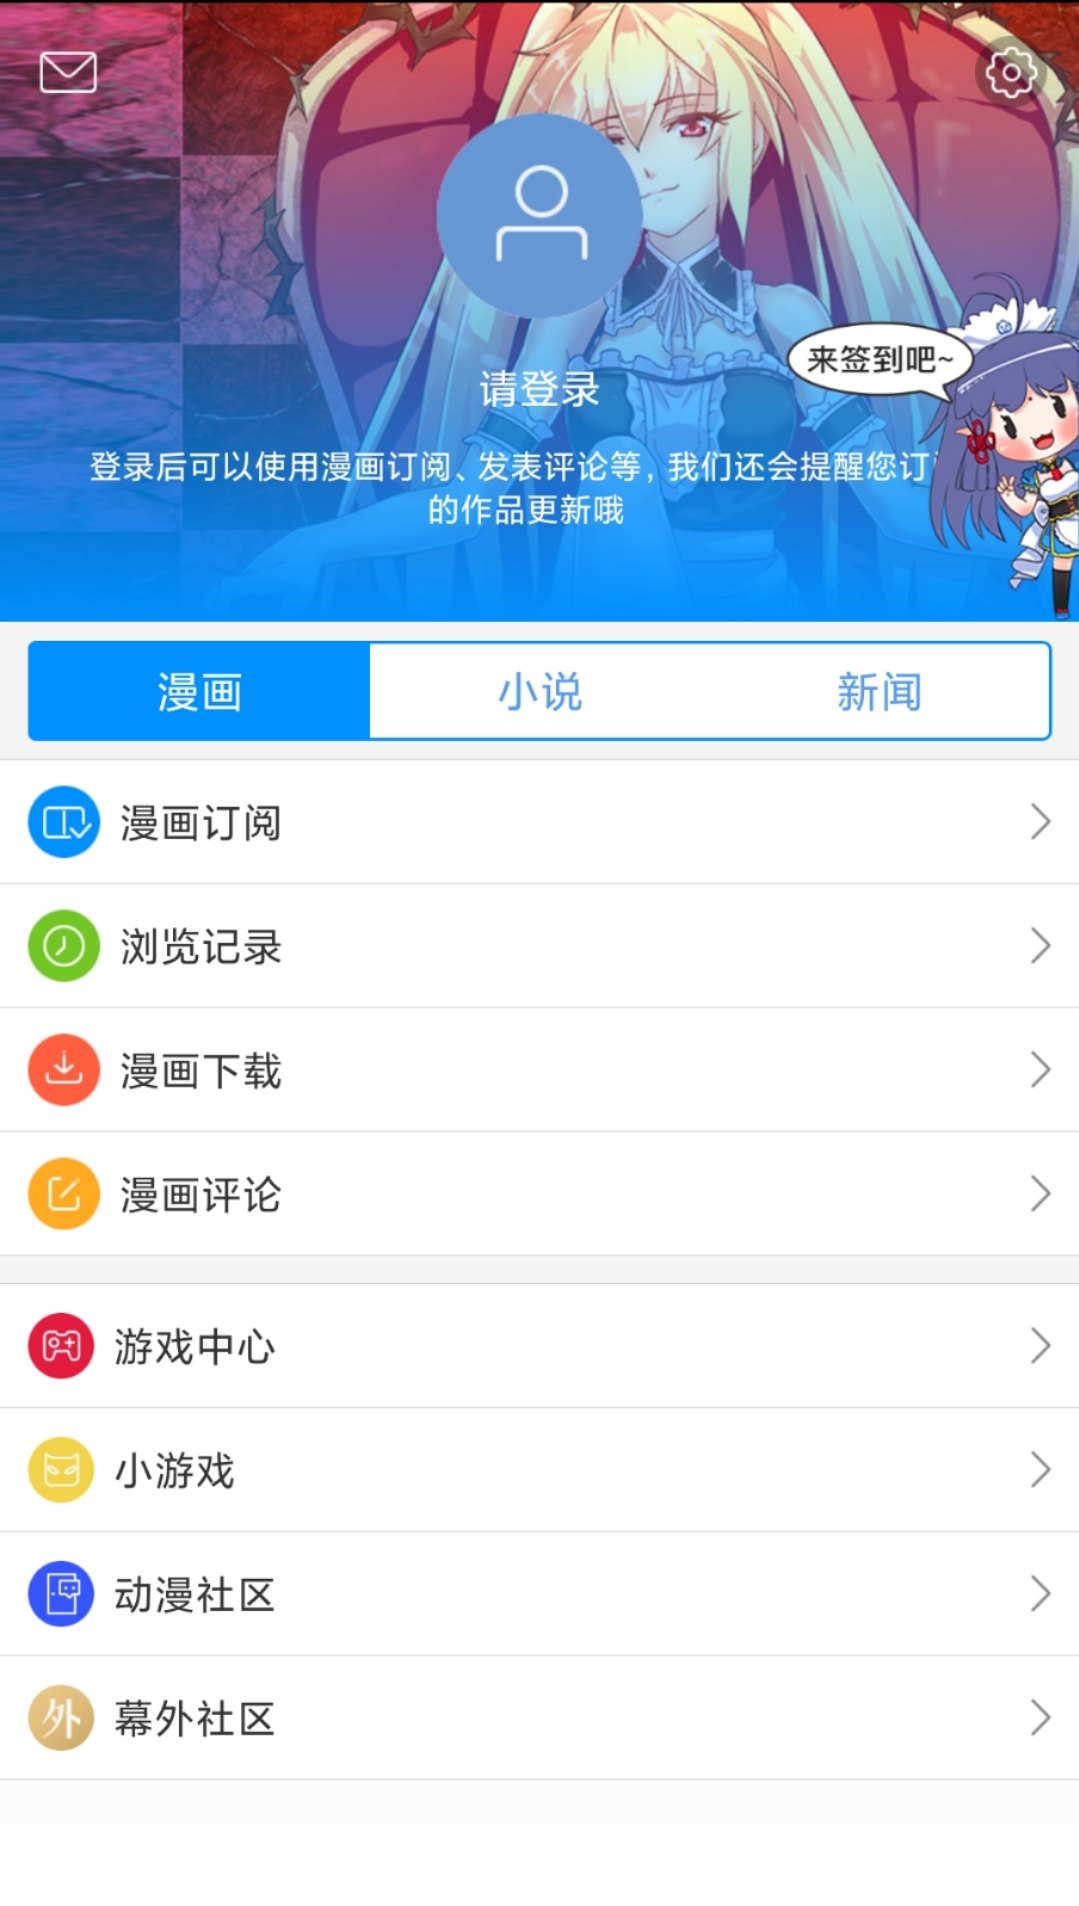 来签到吧~
请登录
登录后可以使用漫画订阅、发表评论等，我们还会提醒您订
的作品更新哦
漫画 小说 新闻
漫画订阅
浏览记录
漫画下载
漫画评论
游戏中心
小游戏
动漫社区
外 幕外社区